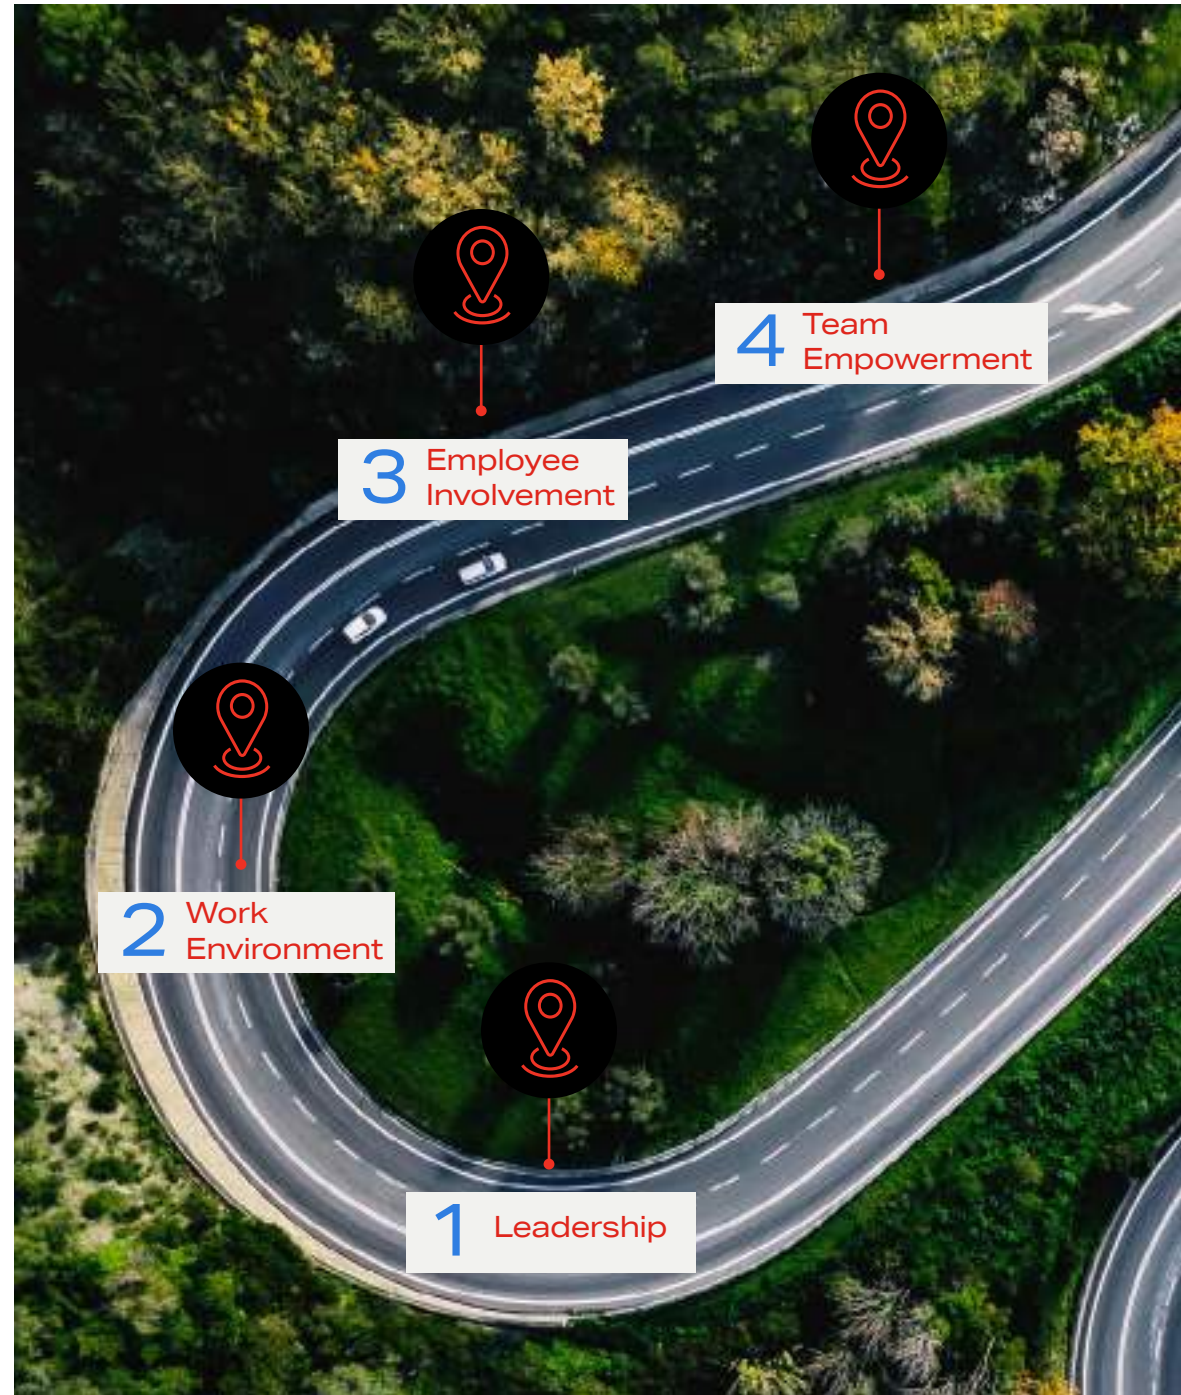 4 Team
Empowerment
3 Employee
Involvement
2 Work
Environment
1 Leadership